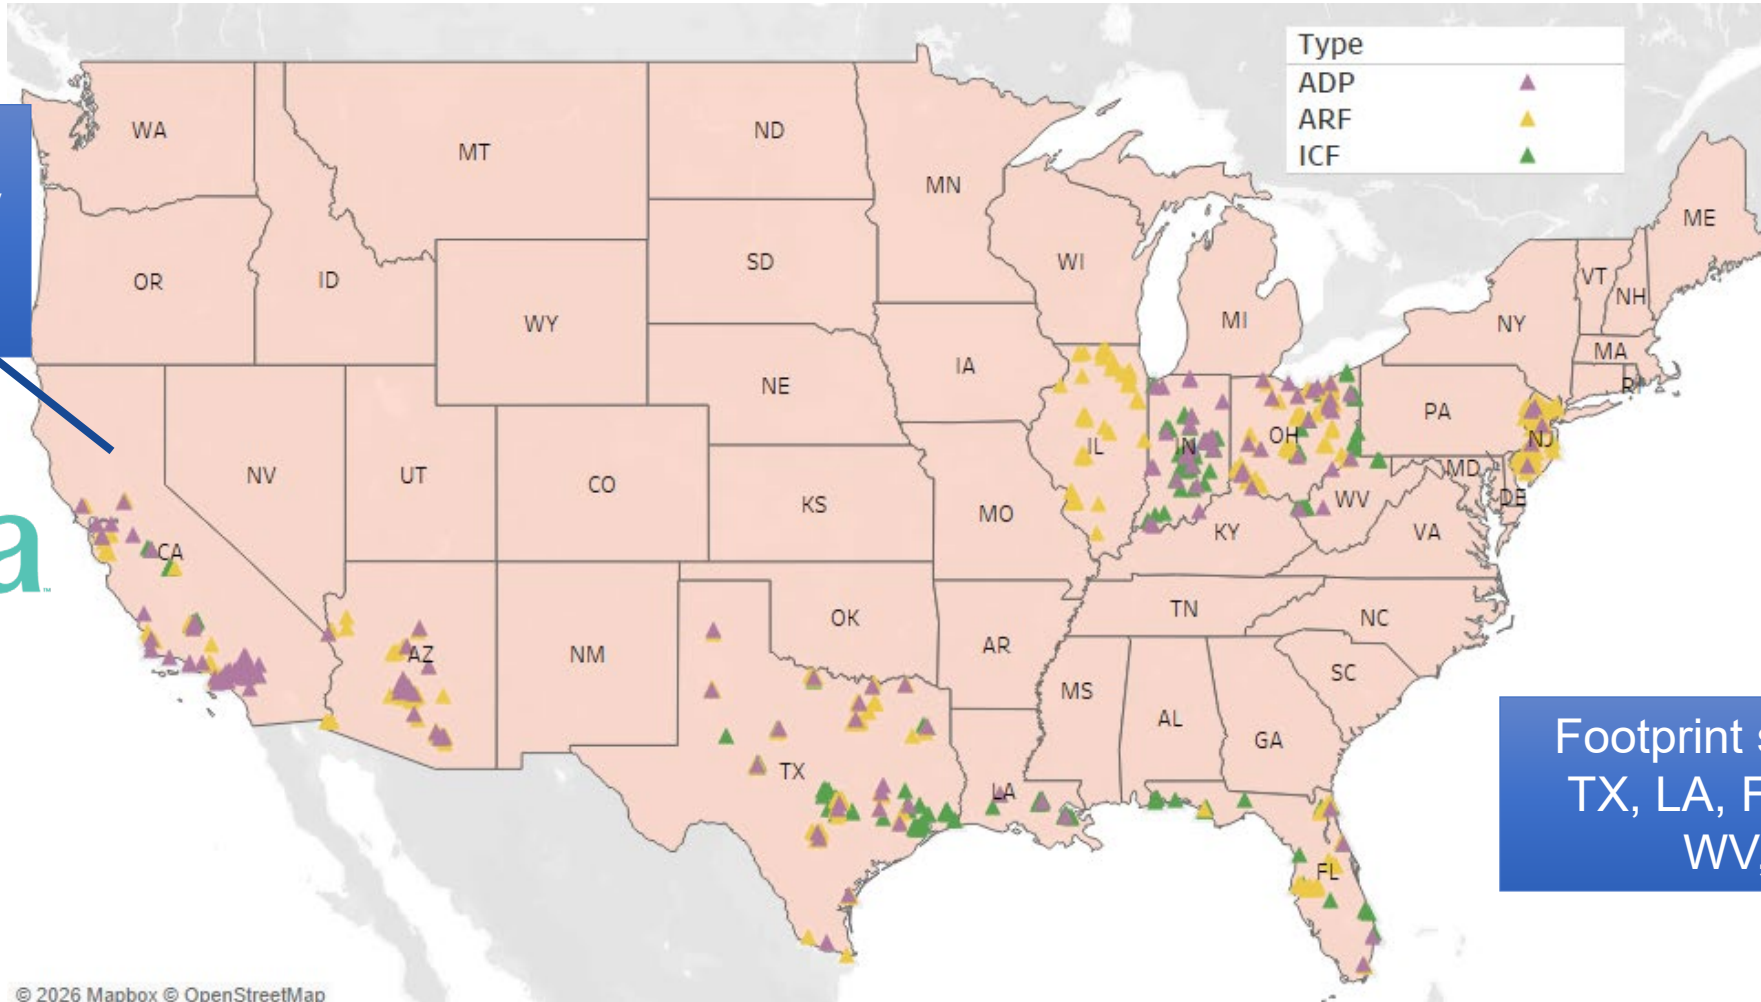 Type
ADP
ARF
ICF
WA
MT
ND
MN
ME
OR
ID
SD
WI
VT
NH
WY
MI
NY
MA
IA
NE
PA
NV
UT
CO
IL
IN
OH
NJ
MD
KS
MO
WV
DE
KY
VA
CA
a
AZ
NM
OK
AR
TN
NC
SC
MS
AL
GA
TX
LA
FL
Footprint
TX, LA,
WV,
© 2026 Mapbox © OpenStreetMap